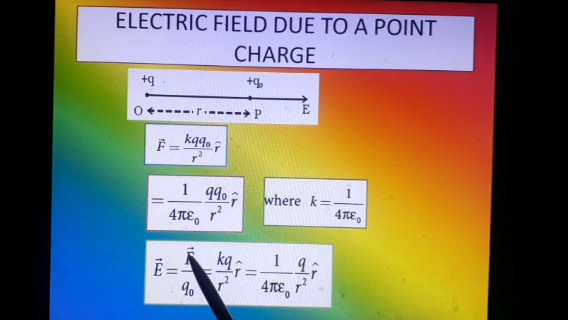 ELECTRIC FIELD DUE TO A POINT
CHARGE
+q +q₀
O r P E
F⃗ = kqq₀/r² r̂
= 1/4πε₀ qq₀/r² r̂ where k = 1/4πε₀
E⃗ = F⃗/q₀ = kq/r² r̂ = 1/4πε₀ q/r² r̂